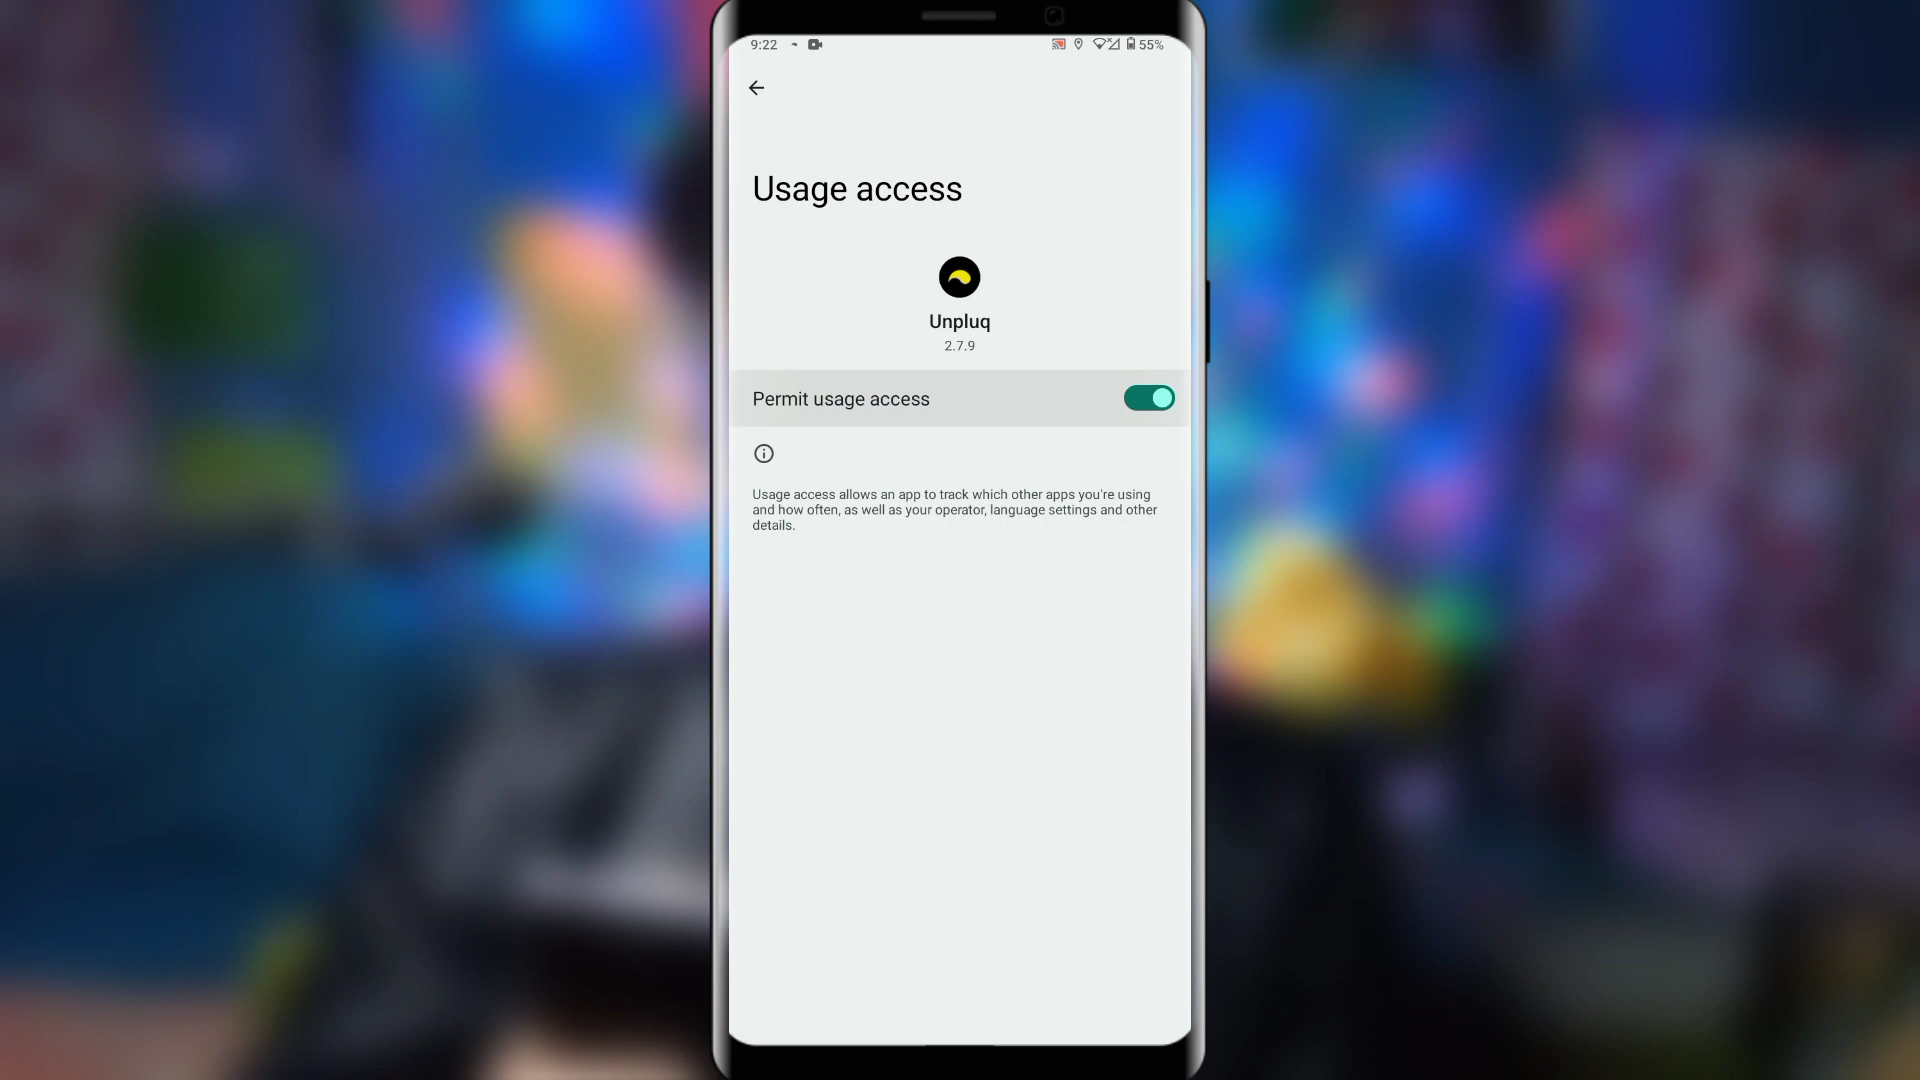 9:22
55%
Usage access
Unpluq
2.7.9
Permit usage access
Usage access allows an app to track which other apps you're using
and how often, as well as your operator, language settings and other
details.